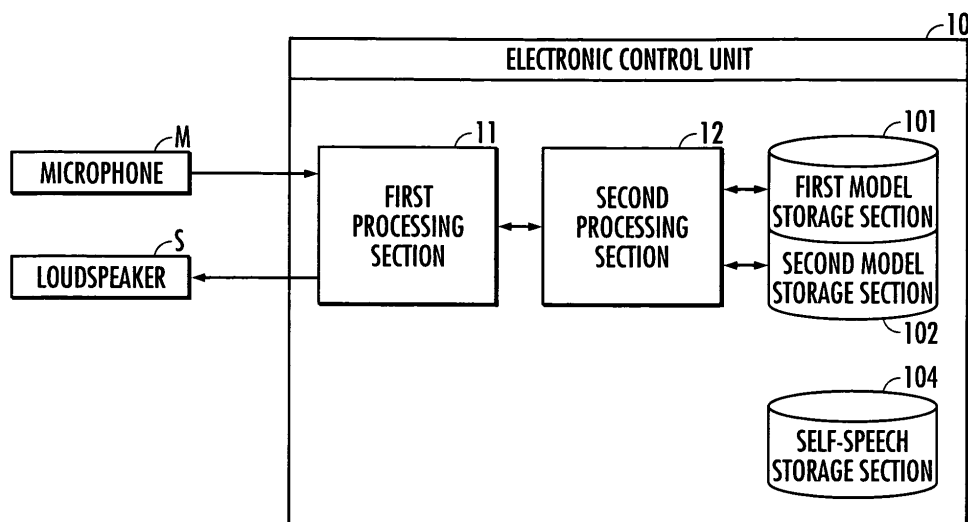 10
ELECTRONIC CONTROL UNIT
M
MICROPHONE
S
LOUDSPEAKER
11
FIRST
PROCESSING
SECTION
12
SECOND
PROCESSING
SECTION
101
FIRST MODEL
STORAGE SECTION
SECOND MODEL
STORAGE SECTION
102
104
SELF-SPEECH
STORAGE SECTION